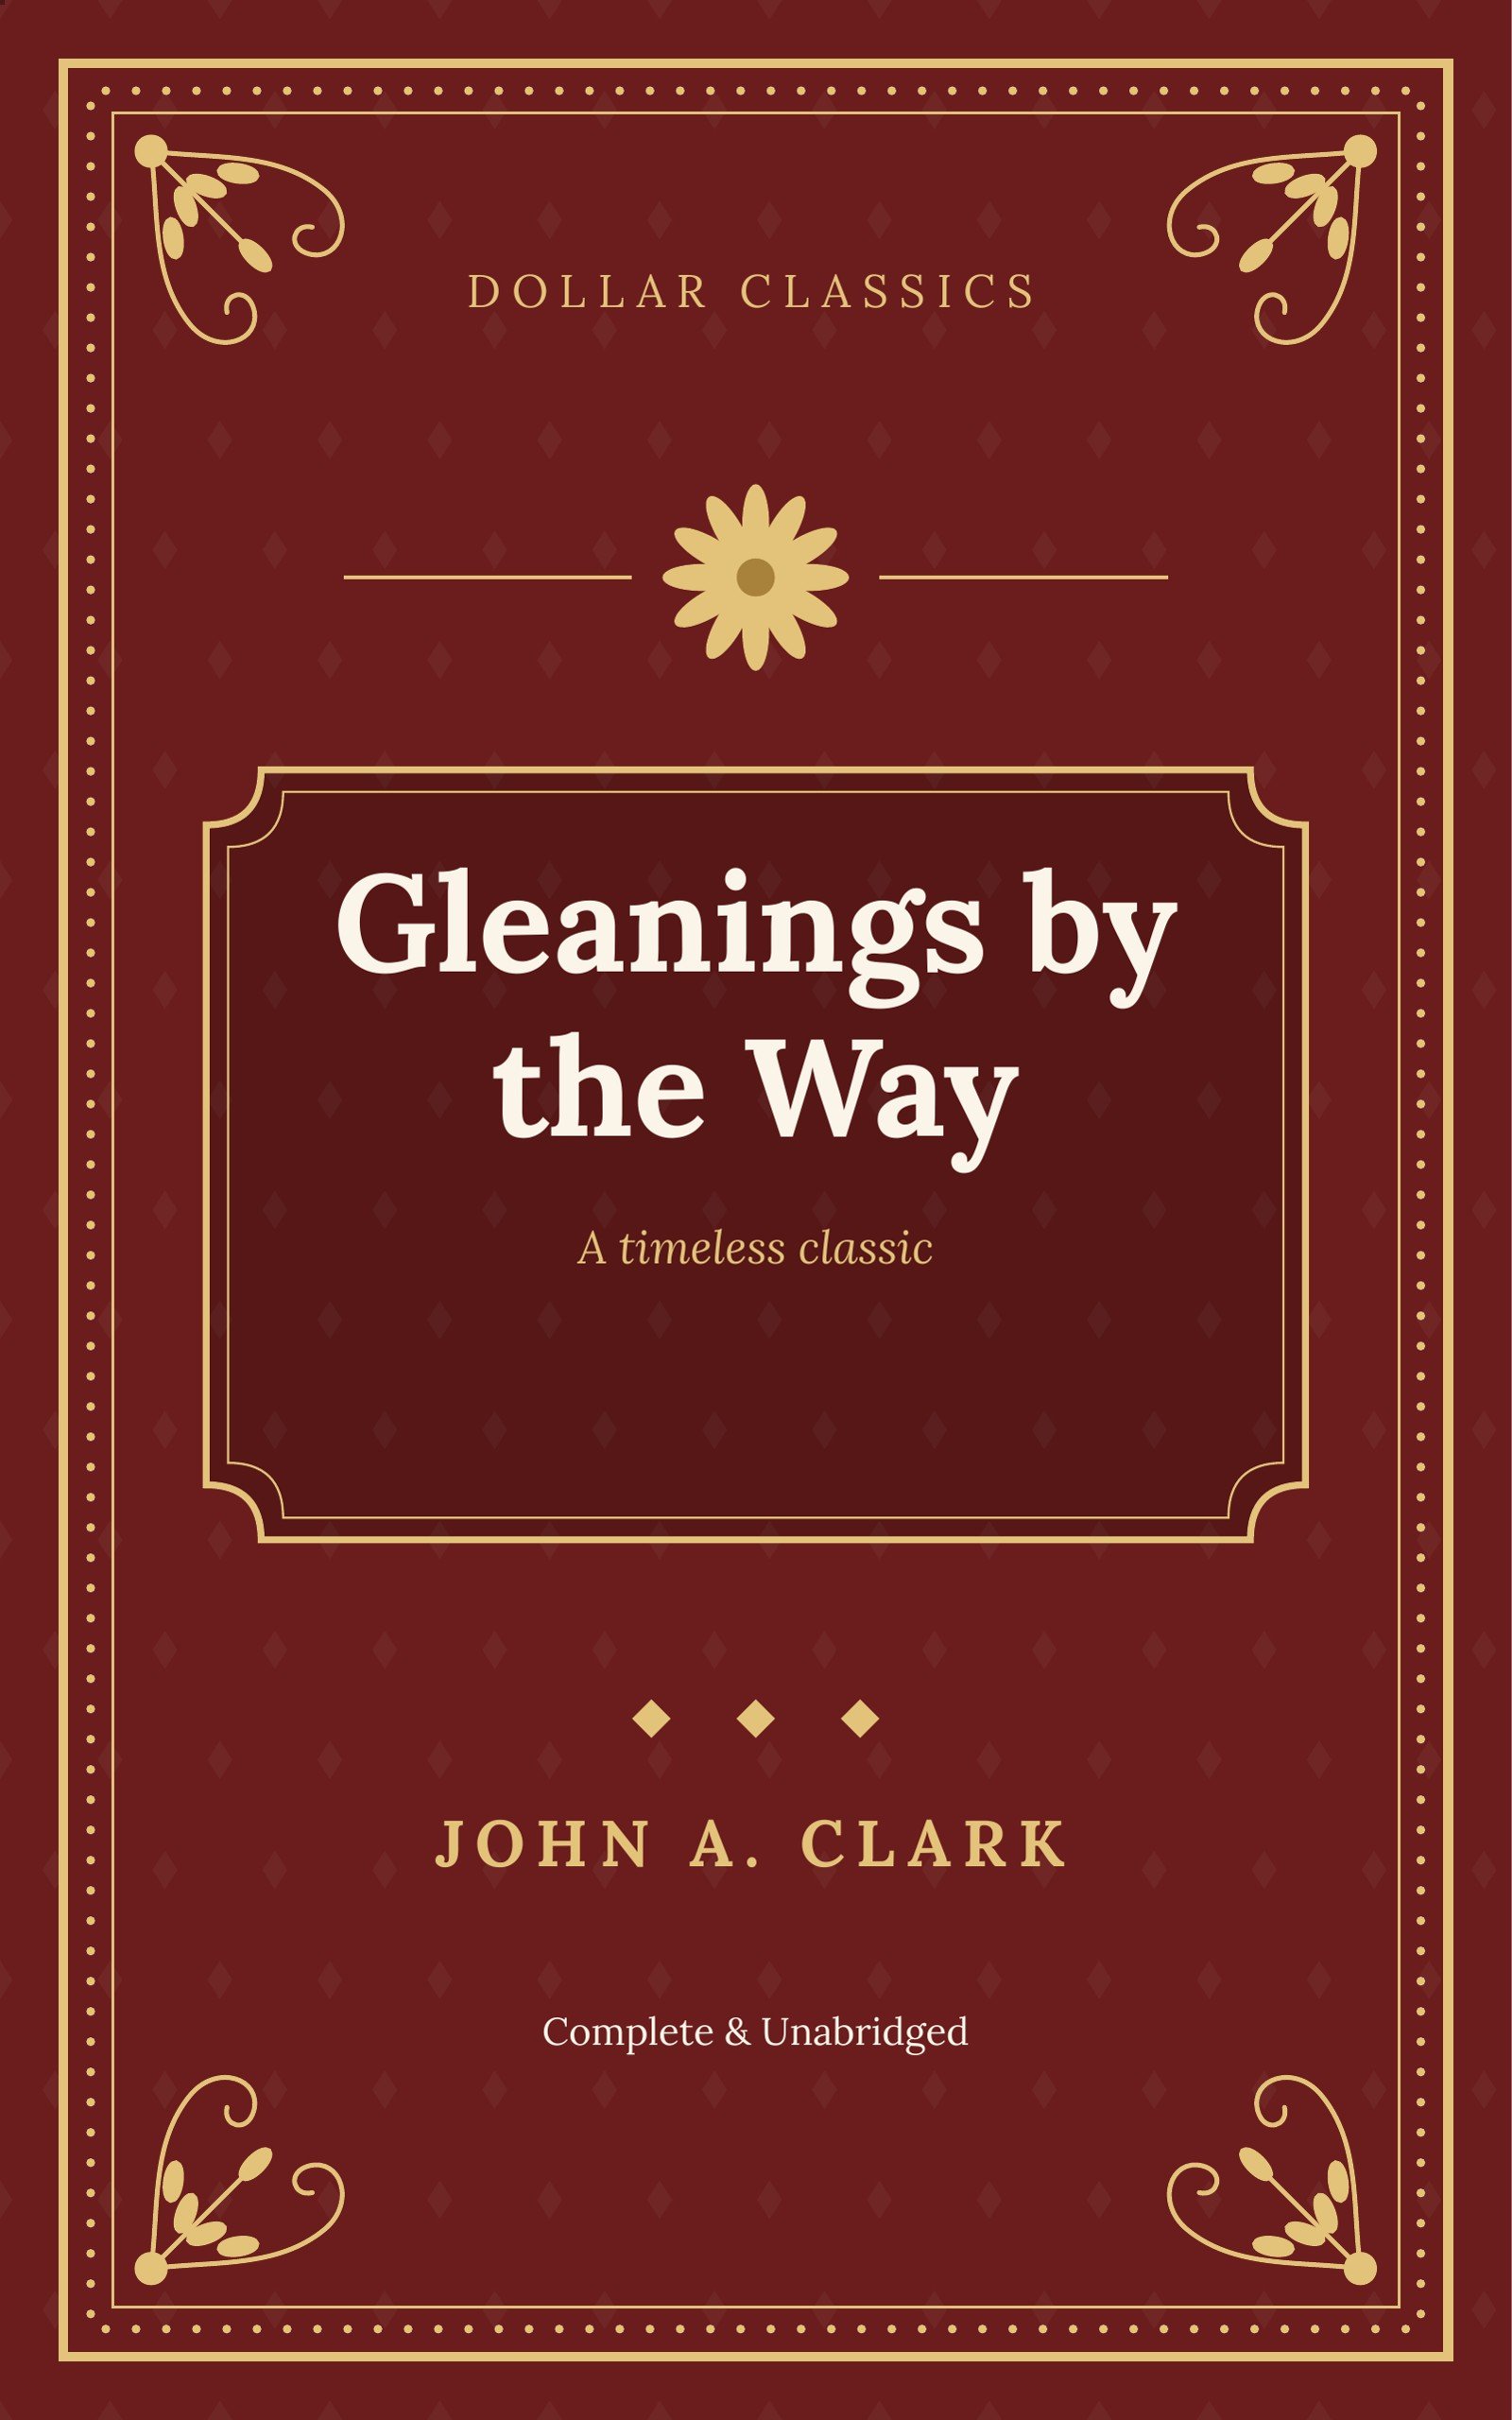 DOLLAR CLASSICS
Gleanings by
the Way
A timeless classic
JOHN A. CLARK
Complete & Unabridged